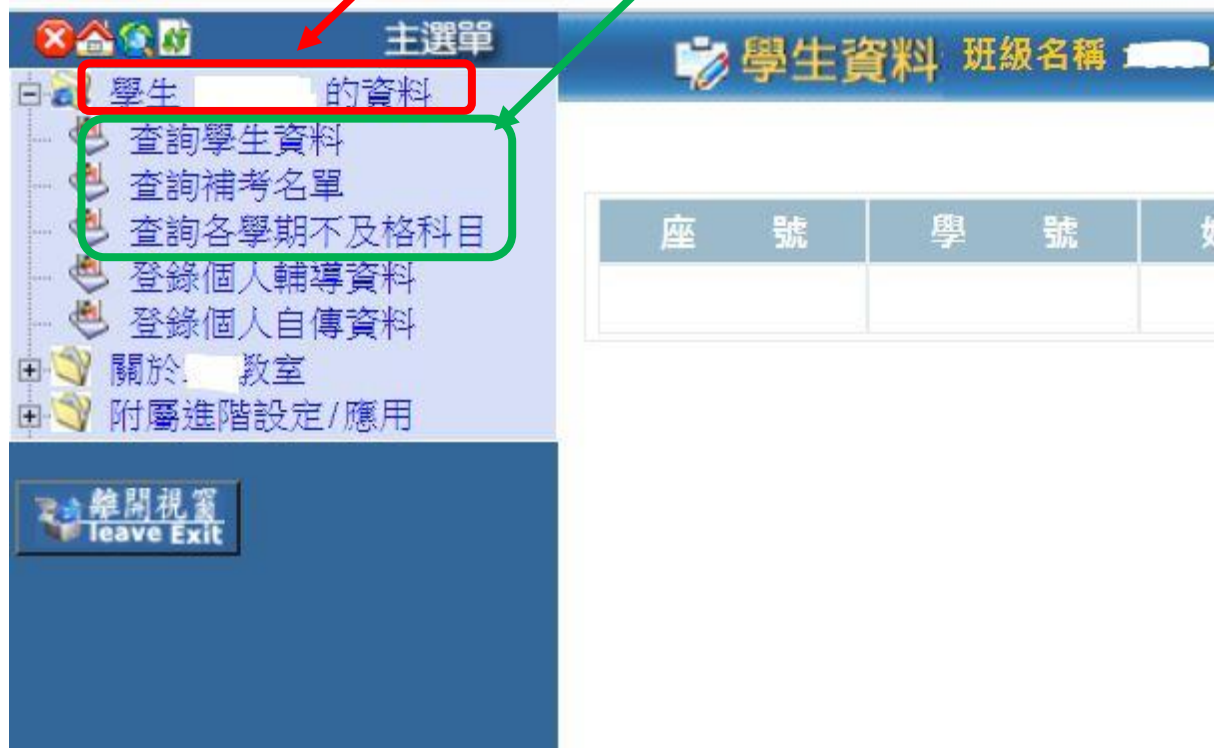 主選單
學生 的資料
查詢學生資料
查詢補考名單
查詢各學期不及格科目
登錄個人輔導資料
登錄個人自傳資料
關於 教室
附屬進階設定/應用
離開視窗
leave Exit
學生資料 班級名稱
座 號 學 號